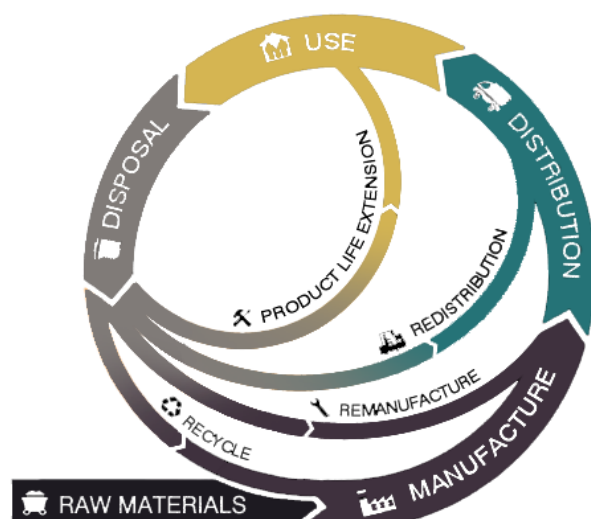 USE
DISPOSAL
DISTRIBUTION
PRODUCT LIFE EXTENSION
REDISTRIBUTION
REMANUFACTURE
RECYCLE
MANUFACTURE
RAW MATERIALS